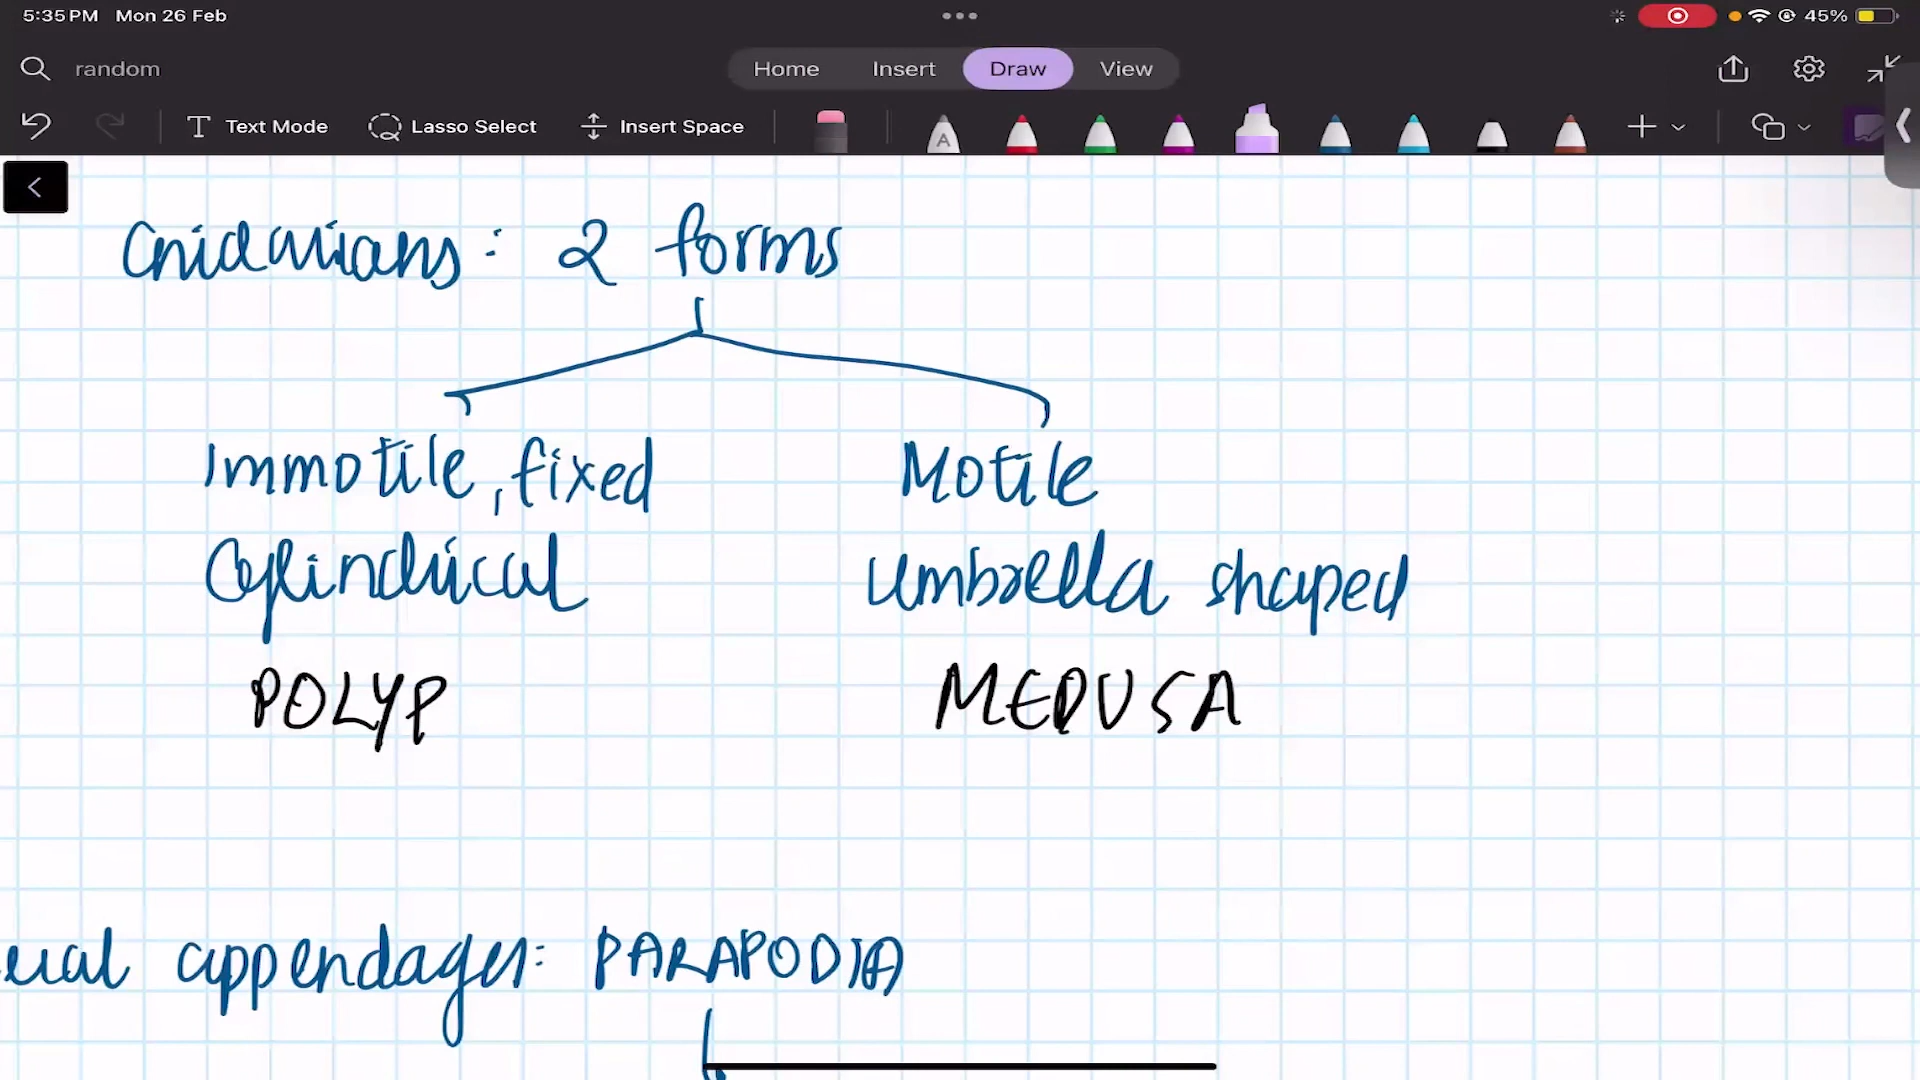 5:35 PM Mon 26 Feb 45%
random Home Insert Draw View
Text Mode Lasso Select Insert Space
A
Cnidarians: 2 forms
Immotile, fixed Motile
Cylindrical Umbrella shaped
POLYP MEDUSA
appendages: PARAPODIA